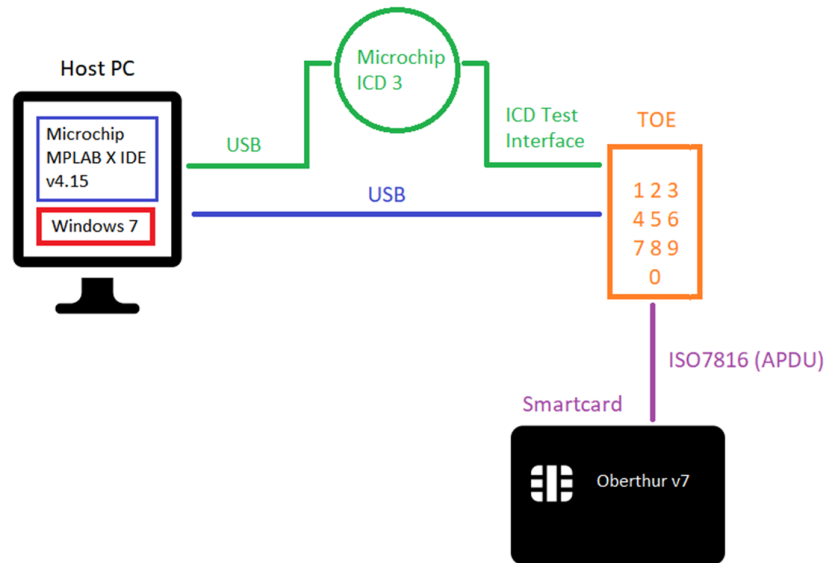 Host PC
Microchip
MPLAB X IDE
v4.15
Windows 7
USB
Microchip
ICD 3
ICD Test
Interface
USB
TOE
1 2 3
4 5 6
7 8 9
0
ISO7816 (APDU)
Smartcard
Oberthur v7